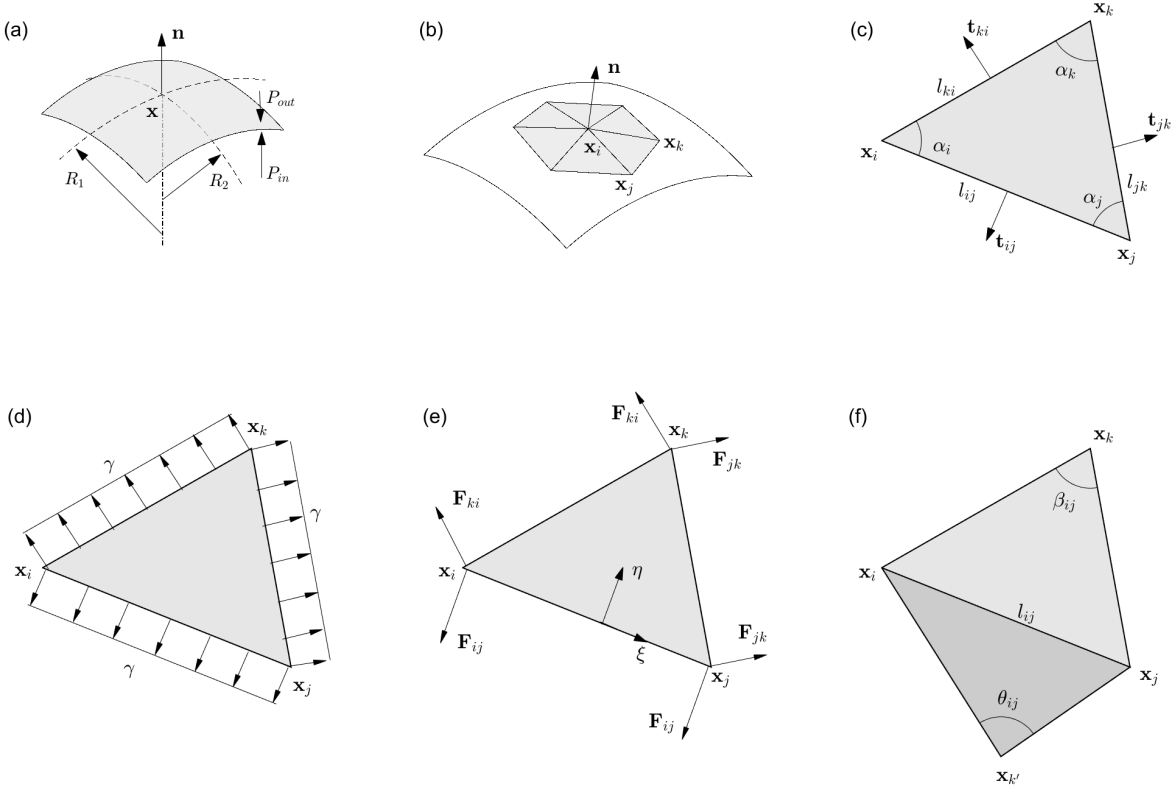 (a)
n
x
P_out
P_in
R_1
R_2
(b)
n
x_i
x_k
x_j
(c)
x_k
t_ki
l_ki
α_k
t_jk
x_i
α_i
l_ij
α_j
l_jk
t_ij
x_j
(d)
x_k
γ
γ
x_i
γ
x_j
(e)
F_ki
x_k
F_jk
F_ki
x_i
η
F_ij
ξ
F_jk
x_j
F_ij
(f)
x_k
β_ij
x_i
l_ij
x_j
θ_ij
x_k'